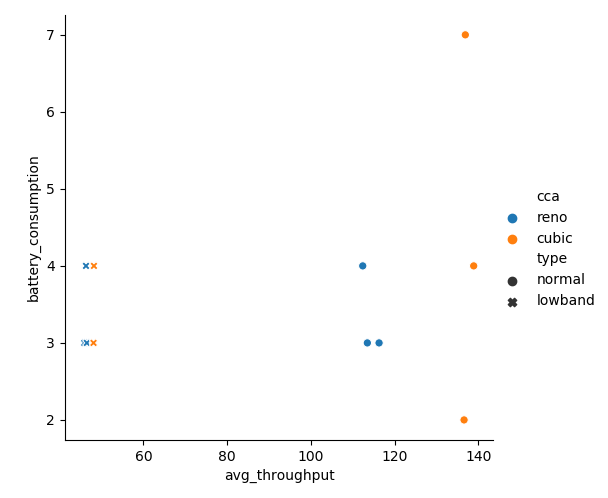 7
6
5
4
3
2
battery_consumption
60
80
100
120
140
avg_throughput
cca
reno
cubic
type
normal
lowband